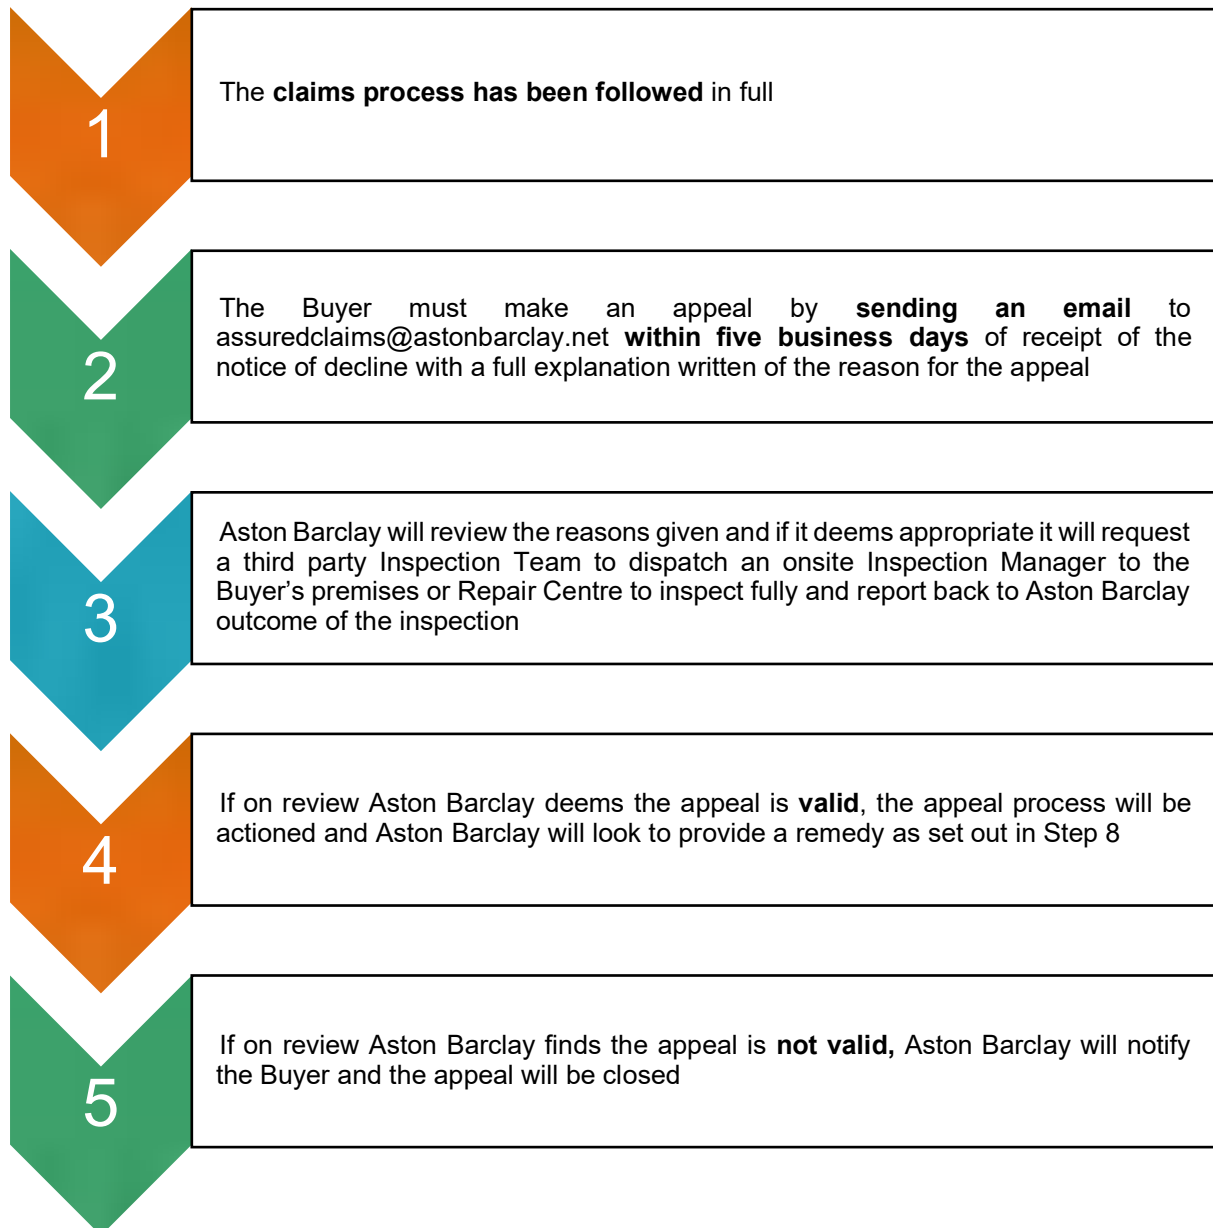 1
The claims process has been followed in full
2
The Buyer must make an appeal by sending an email to
assuredclaims@astonbarclay.net within five business days of receipt of the
notice of decline with a full explanation written of the reason for the appeal
3
Aston Barclay will review the reasons given and if it deems appropriate it will request
a third party Inspection Team to dispatch an onsite Inspection Manager to the
Buyer’s premises or Repair Centre to inspect fully and report back to Aston Barclay
outcome of the inspection
4
If on review Aston Barclay deems the appeal is valid, the appeal process will be
actioned and Aston Barclay will look to provide a remedy as set out in Step 8
5
If on review Aston Barclay finds the appeal is not valid, Aston Barclay will notify
the Buyer and the appeal will be closed